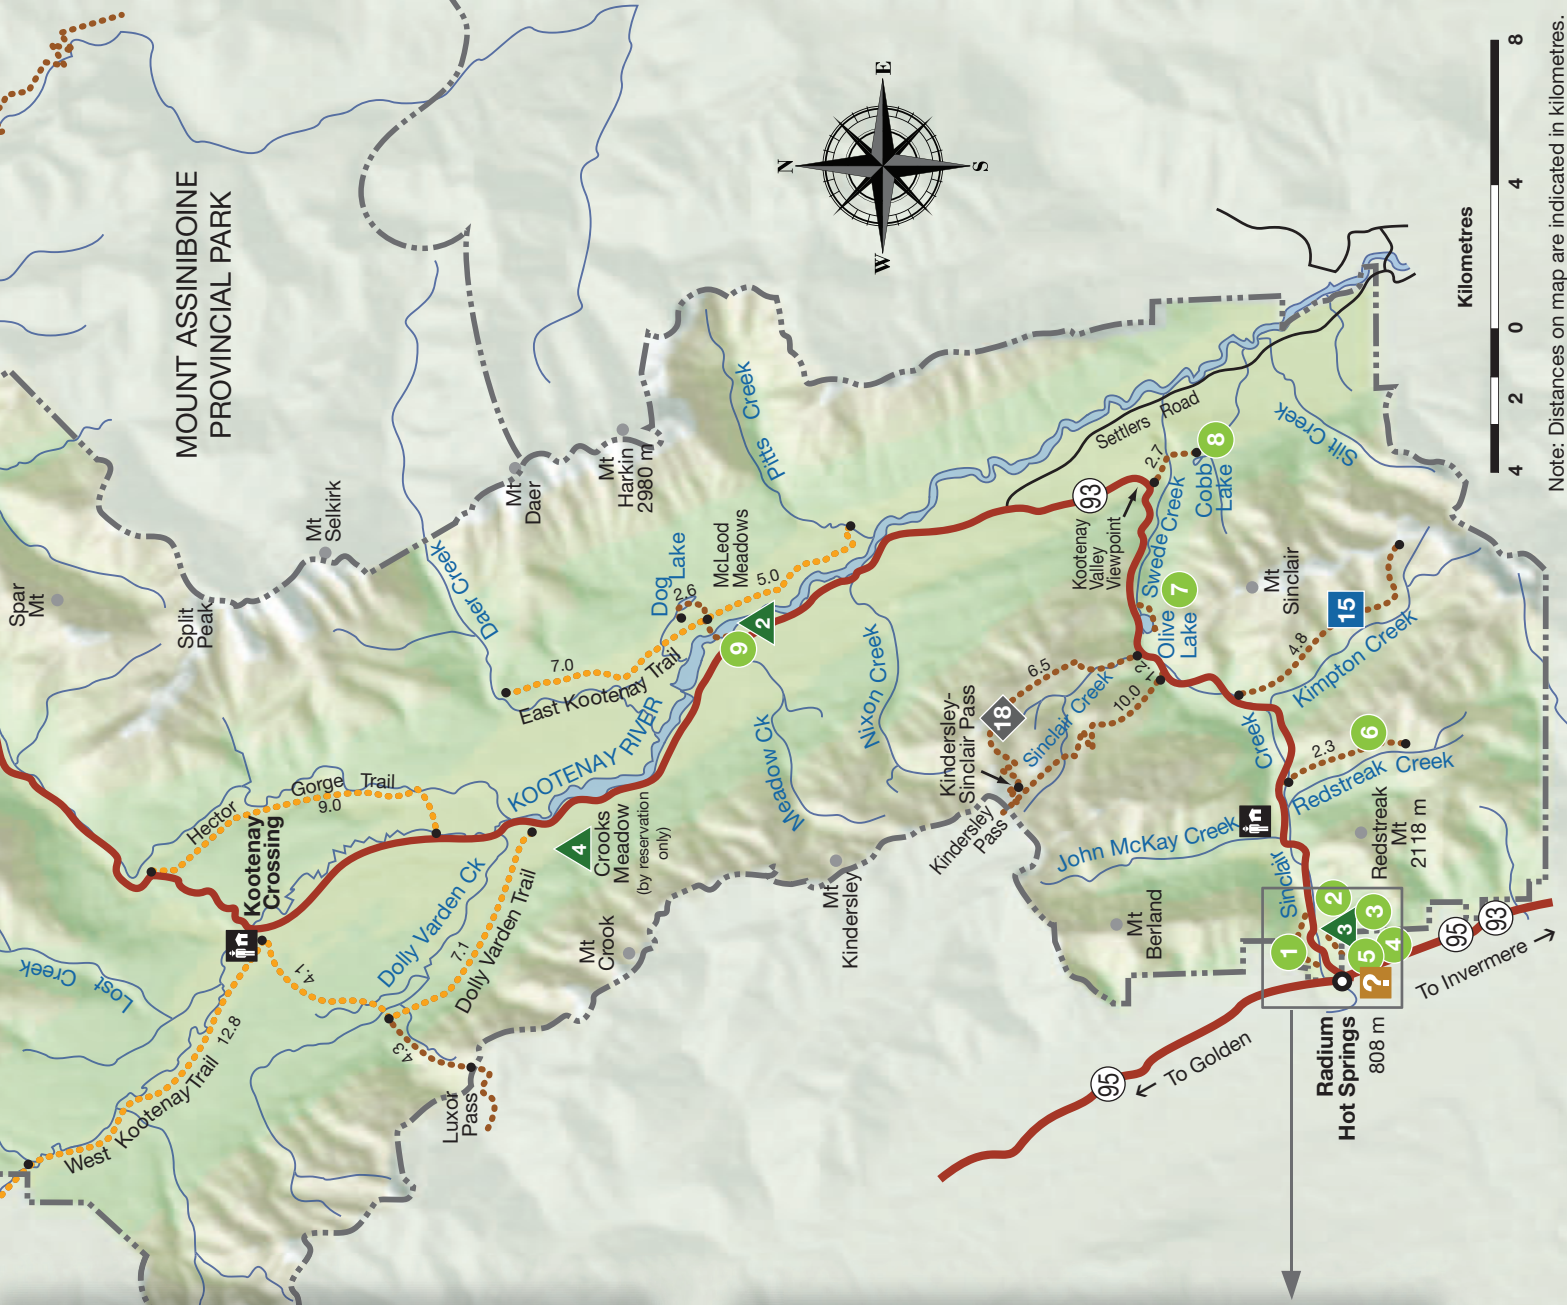 MOUNT ASSINIBOINE
PROVINCIAL PARK
Spar
Mt
Split
Peak
Mt
Selkirk
Mt
Daer
Mt
Harkin
2980 m
Daer Creek
Dog
Lake
2.6
McLeod
Meadows
5.0
7.0
East Kootenay Trail
9
2
Pitts Creek
KOOTENAY RIVER
Hector Gorge Trail
9.0
Kootenay
Crossing
Lost Creek
4
Crooks
Meadow
(by reservation
only)
Dolly Varden Ck
7.1
Dolly Varden Trail
4.1
12.8
West Kootenay Trail
4.3
Luxor
Pass
Mt
Crook
Meadow Ck
Nixon Creek
Mt
Kindersley
Kindersley-
Sinclair Pass
Kindersley
Pass
18
6.5
Sinclair Creek
10.0
1.2
N
E
S
W
Settlers Road
93
Kootenay
Valley
Viewpoint
2.7
Swede Creek
Cobb
Lake
8
7
Olive
Lake
Silt Creek
Mt
Sinclair
15
4.8
Kimpton Creek
6
2.3
Redstreak Creek
Redstreak
Mt
2118 m
John McKay Creek
Sinclair Creek
Mt
Berland
1
2
3
3
4
5
?
Radium
Hot Springs
808 m
95
To Golden
95
93
To Invermere
Kilometres
4 2 0 4 8
Note: Distances on map are indicated in kilometres.